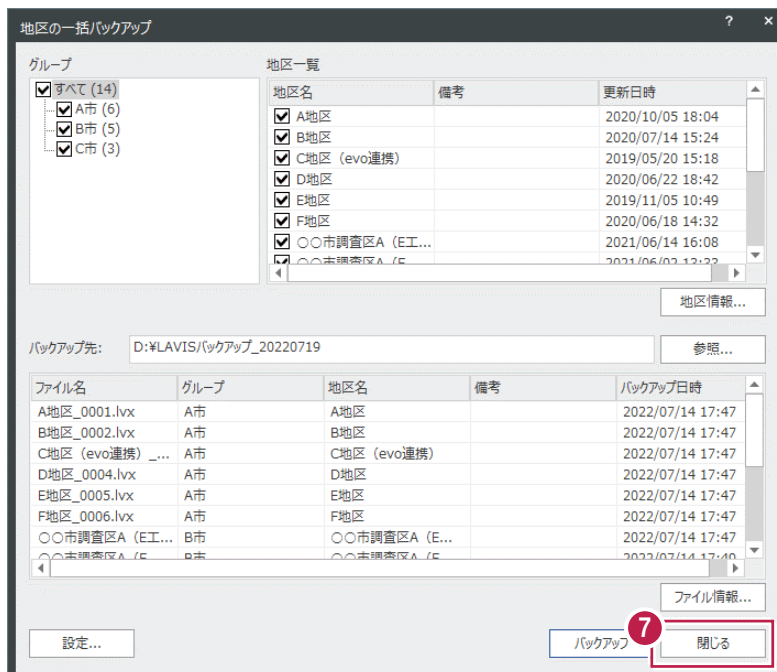 地区の一括バックアップ ? ×
グループ
すべて (14)
A市 (6)
B市 (5)
C市 (3)
地区一覧
地区名 備考 更新日時
A地区 2020/10/05 18:04
B地区 2020/07/14 15:24
C地区（evo連携） 2019/05/20 15:18
D地区 2020/06/22 18:42
E地区 2019/11/05 10:49
F地区 2020/06/18 14:32
〇〇市調査区A（E工... 2021/06/14 16:08
地区情報...
バックアップ先: D:¥LAVISバックアップ_20220719 参照...
ファイル名 グループ 地区名 備考 バックアップ日時
A地区_0001.lvx A市 A地区 2022/07/14 17:47
B地区_0002.lvx A市 B地区 2022/07/14 17:47
C地区（evo連携）_... A市 C地区（evo連携） 2022/07/14 17:47
D地区_0004.lvx A市 D地区 2022/07/14 17:47
E地区_0005.lvx A市 E地区 2022/07/14 17:47
F地区_0006.lvx A市 F地区 2022/07/14 17:47
〇〇市調査区A（E工... B市 〇〇市調査区A（E... 2022/07/14 17:47
ファイル情報...
設定... バックアップ 7 閉じる